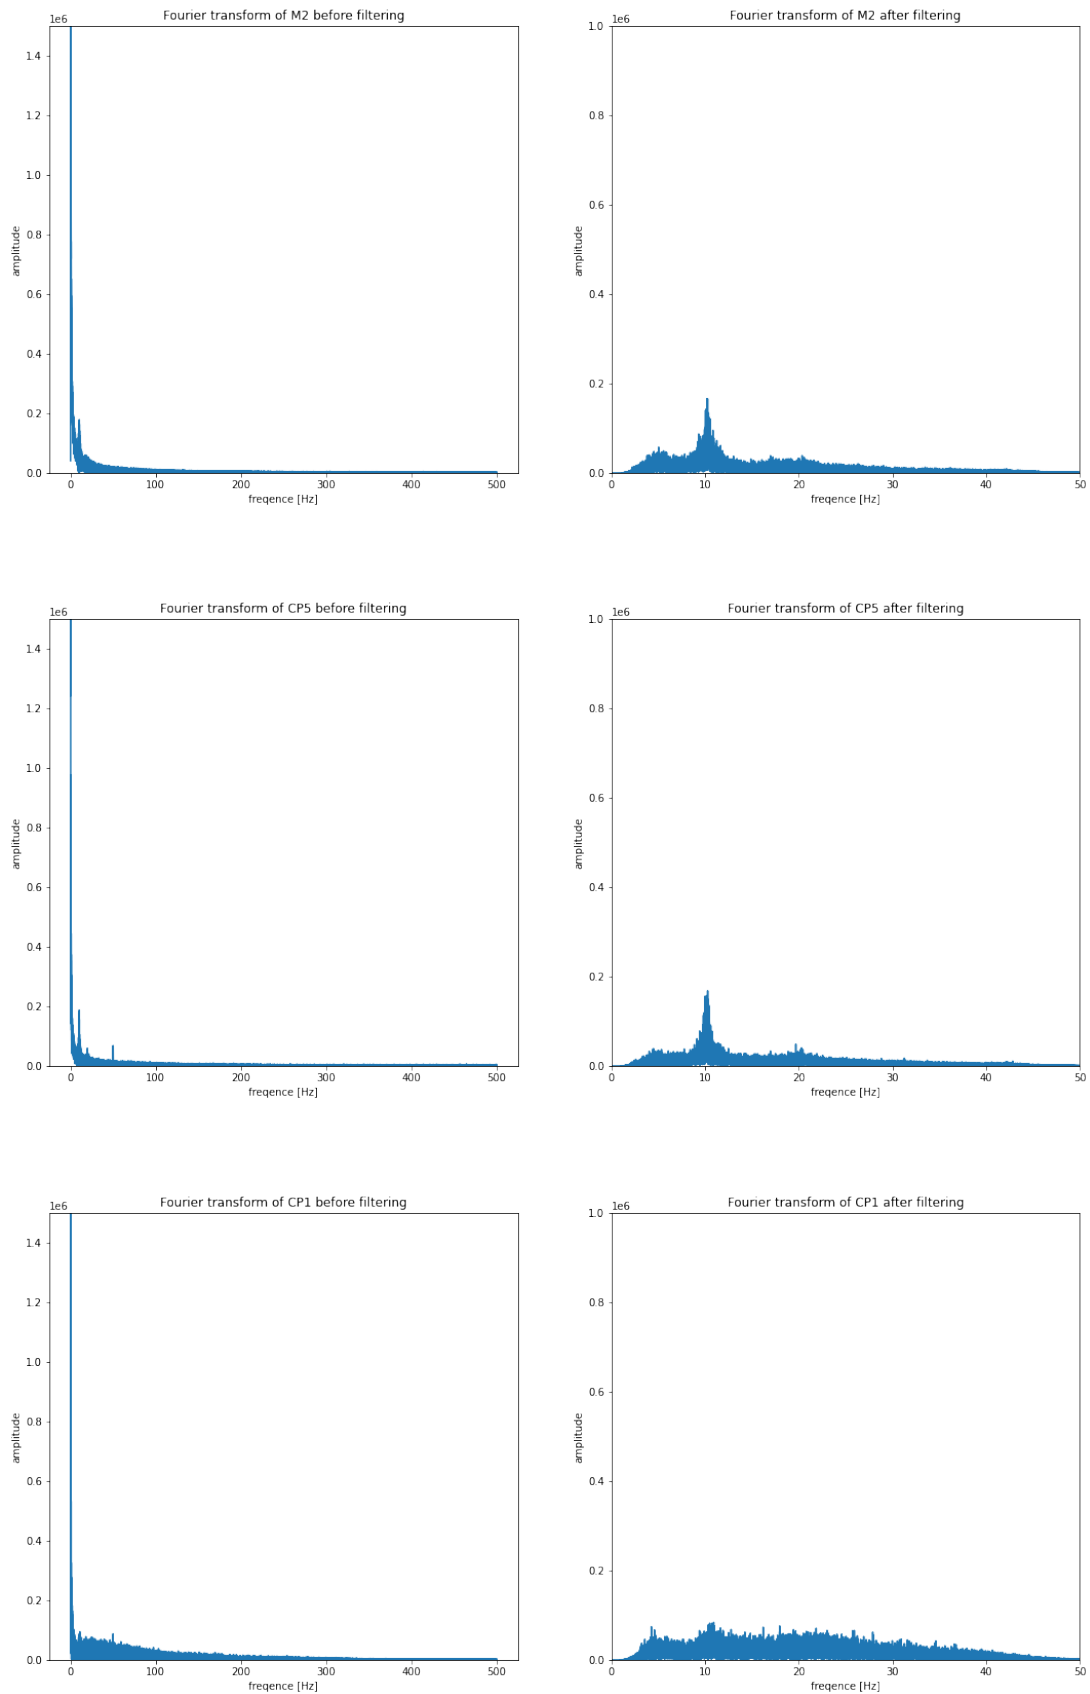 Fourier transform of M2 before filtering
1e6
1.4
1.2
1.0
0.8
0.6
0.4
0.2
0.0
amplitude
0 100 200 300 400 500
freqence [Hz]
Fourier transform of M2 after filtering
1e6
1.0
0.8
0.6
0.4
0.2
0.0
amplitude
0 10 20 30 40 50
freqence [Hz]
Fourier transform of CP5 before filtering
1e6
1.4
1.2
1.0
0.8
0.6
0.4
0.2
0.0
amplitude
0 100 200 300 400 500
freqence [Hz]
Fourier transform of CP5 after filtering
1e6
1.0
0.8
0.6
0.4
0.2
0.0
amplitude
0 10 20 30 40 50
freqence [Hz]
Fourier transform of CP1 before filtering
1e6
1.4
1.2
1.0
0.8
0.6
0.4
0.2
0.0
amplitude
0 100 200 300 400 500
freqence [Hz]
Fourier transform of CP1 after filtering
1e6
1.0
0.8
0.6
0.4
0.2
0.0
amplitude
0 10 20 30 40 50
freqence [Hz]